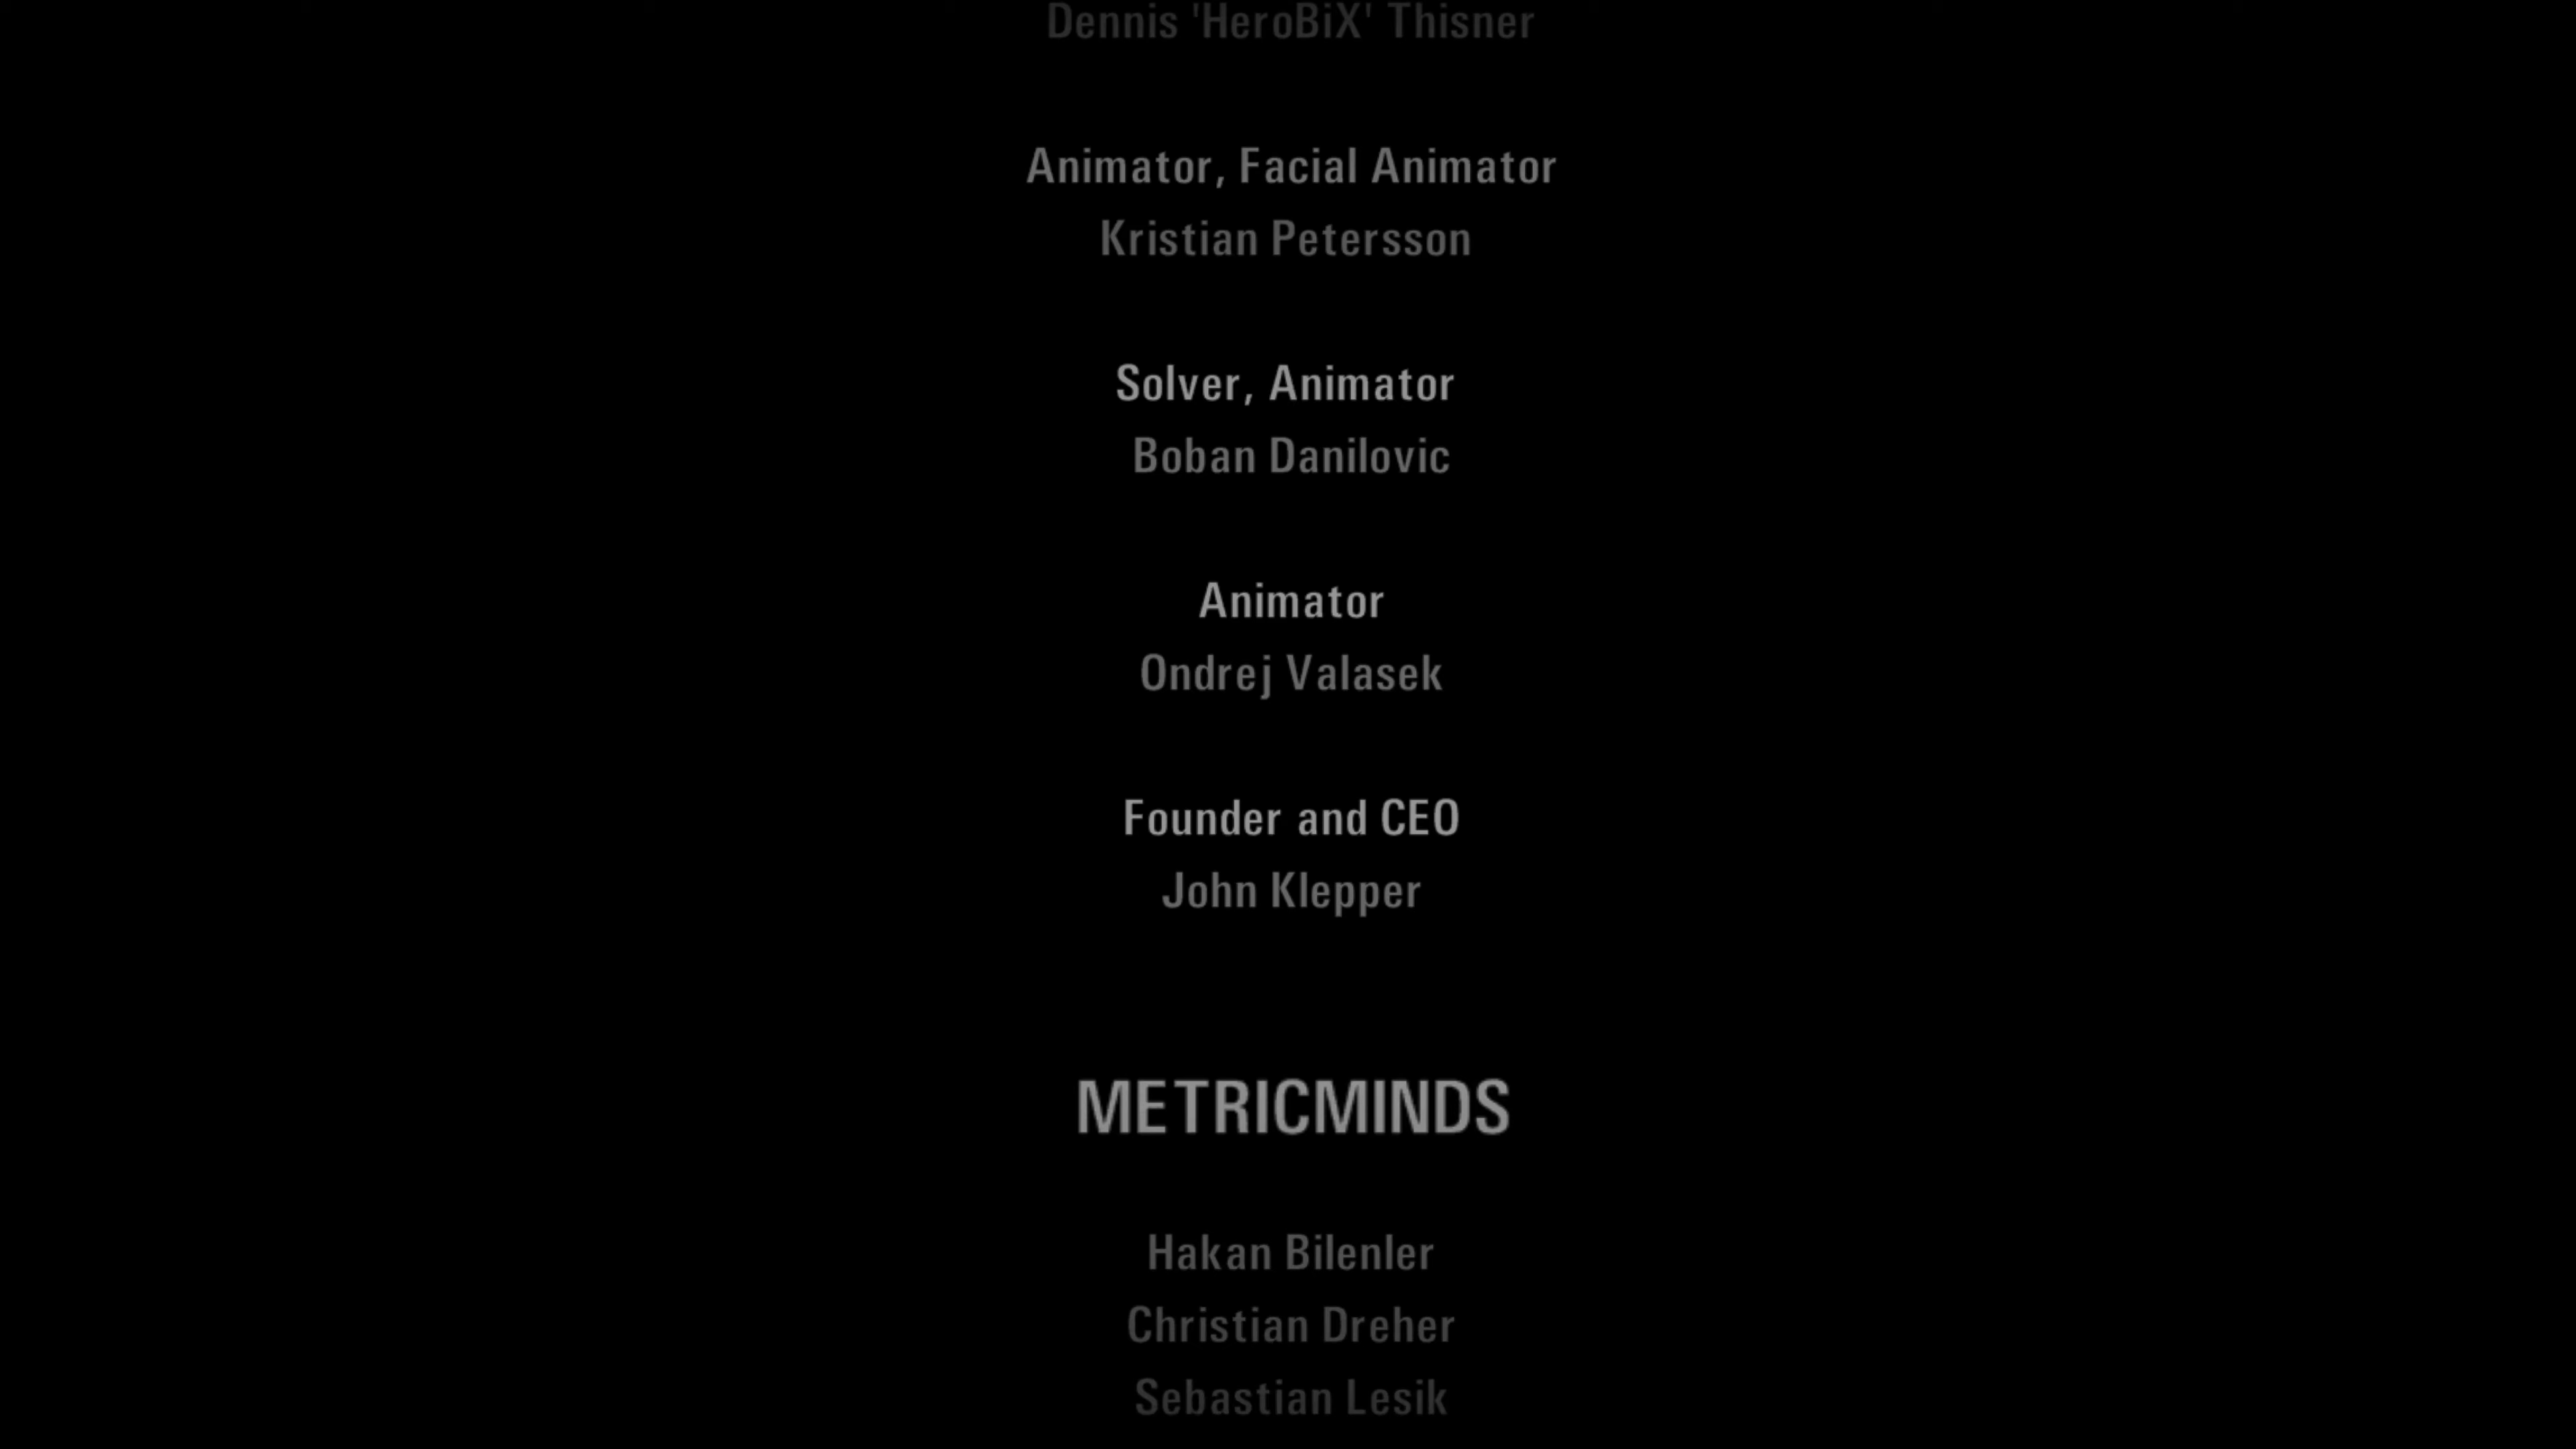 Dennis 'HeroBiX' Thisner
Animator, Facial Animator
Kristian Petersson
Solver, Animator
Boban Danilovic
Animator
Ondrej Valasek
Founder and CEO
John Klepper
METRICMINDS
Hakan Bilenler
Christian Dreher
Sebastian Lesik